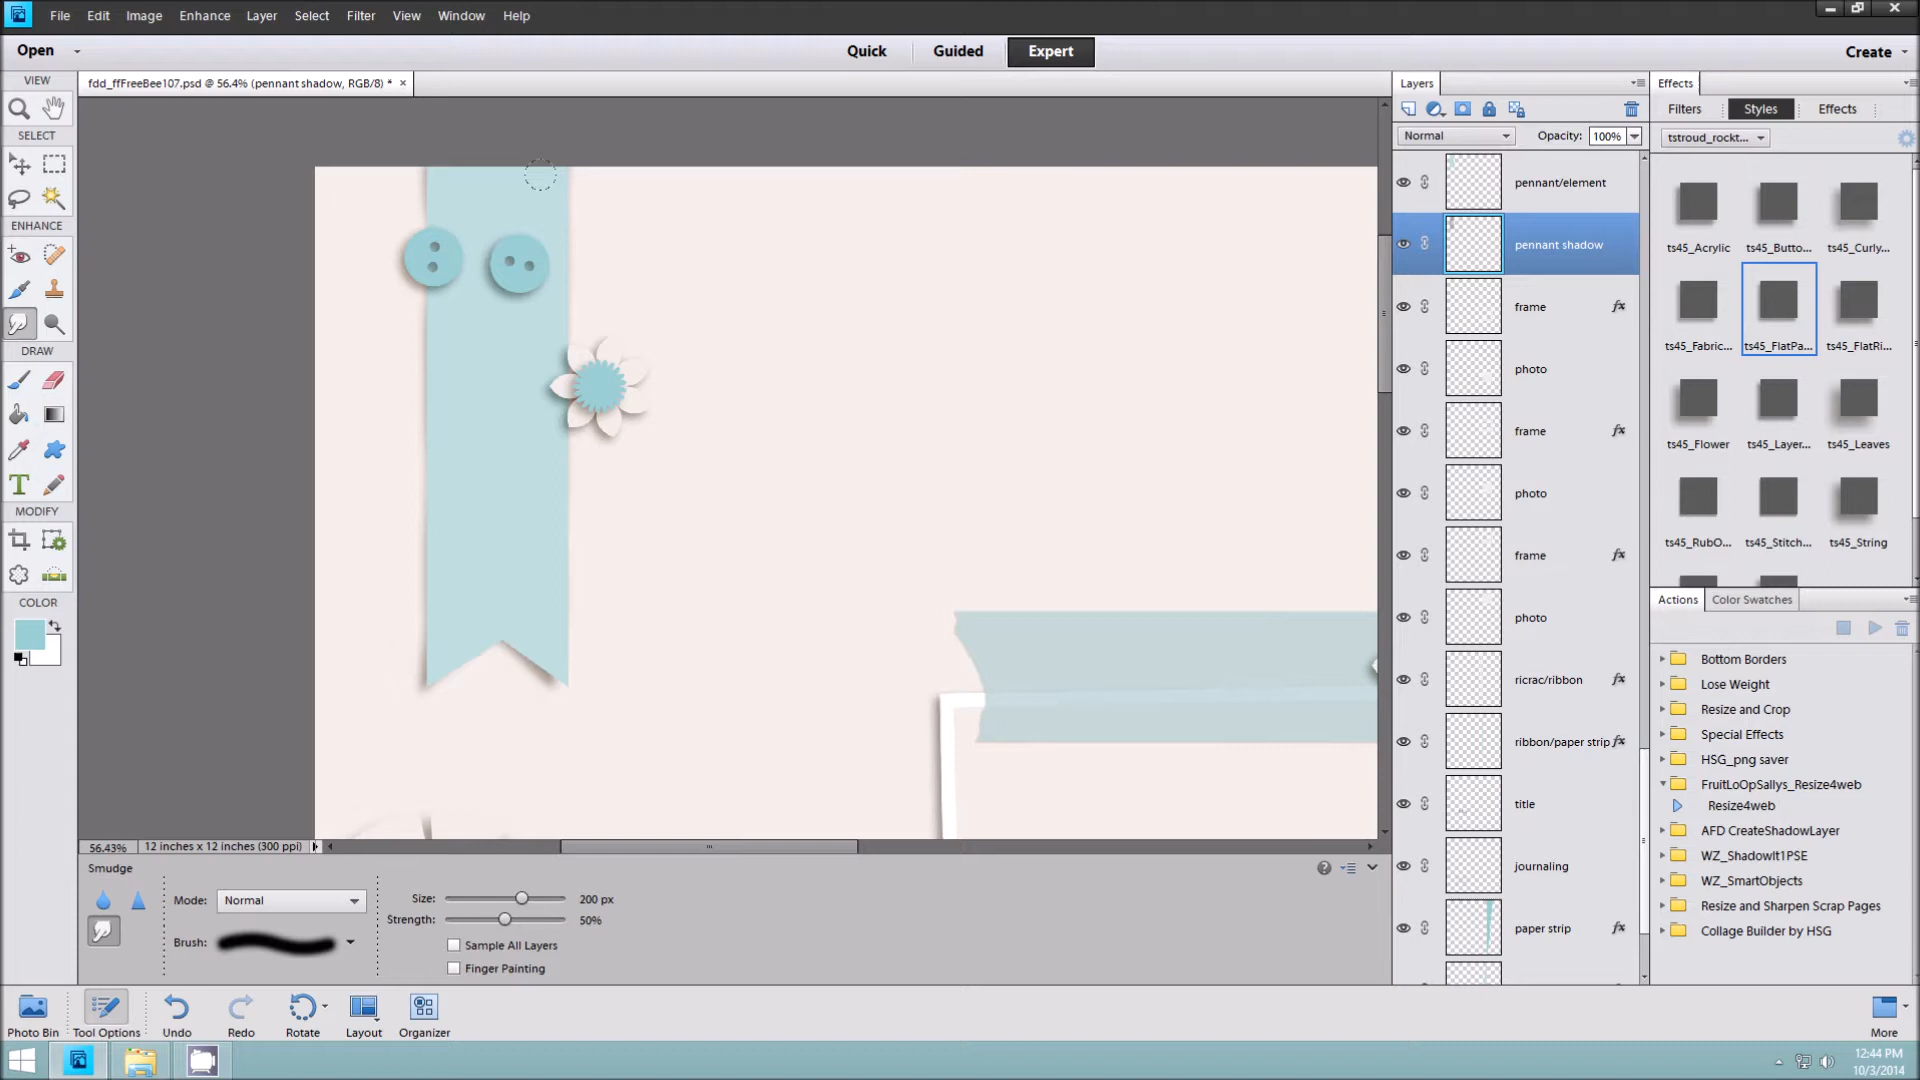 File Edit Image Enhance Layer Select Filter View Window Help
Open Quick Guided Expert Create
VIEW
fdd_ffFreeBee107.psd @ 56.4% (pennant shadow, RGB/8) * ×
SELECT
ENHANCE
DRAW
MODIFY
COLOR
56.43% 12 inches x 12 inches (300 ppi)
Smudge
Mode: Normal
Brush:
Size: 200 px
Strength: 50%
Sample All Layers
Finger Painting
Layers
Normal Opacity: 100%
pennant/element
pennant shadow
frame fx
photo
frame fx
photo
frame fx
photo
ricrac/ribbon fx
ribbon/paper strip fx
title
journaling
paper strip fx
Effects
Filters Styles Effects
tstroud_rockt...
ts45_Acrylic ts45_Butto... ts45_Curly...
ts45_Fabric... ts45_FlatPa... ts45_FlatRi...
ts45_Flower ts45_Layer... ts45_Leaves
ts45_RubO... ts45_Stitch... ts45_String
Actions Color Swatches
Bottom Borders
Lose Weight
Resize and Crop
Special Effects
HSG_png saver
FruitLoOpSallys_Resize4web
Resize4web
AFD CreateShadowLayer
WZ_ShadowIt1PSE
WZ_SmartObjects
Resize and Sharpen Scrap Pages
Collage Builder by HSG
Photo Bin Tool Options Undo Redo Rotate Layout Organizer More
12:44 PM
10/3/2014